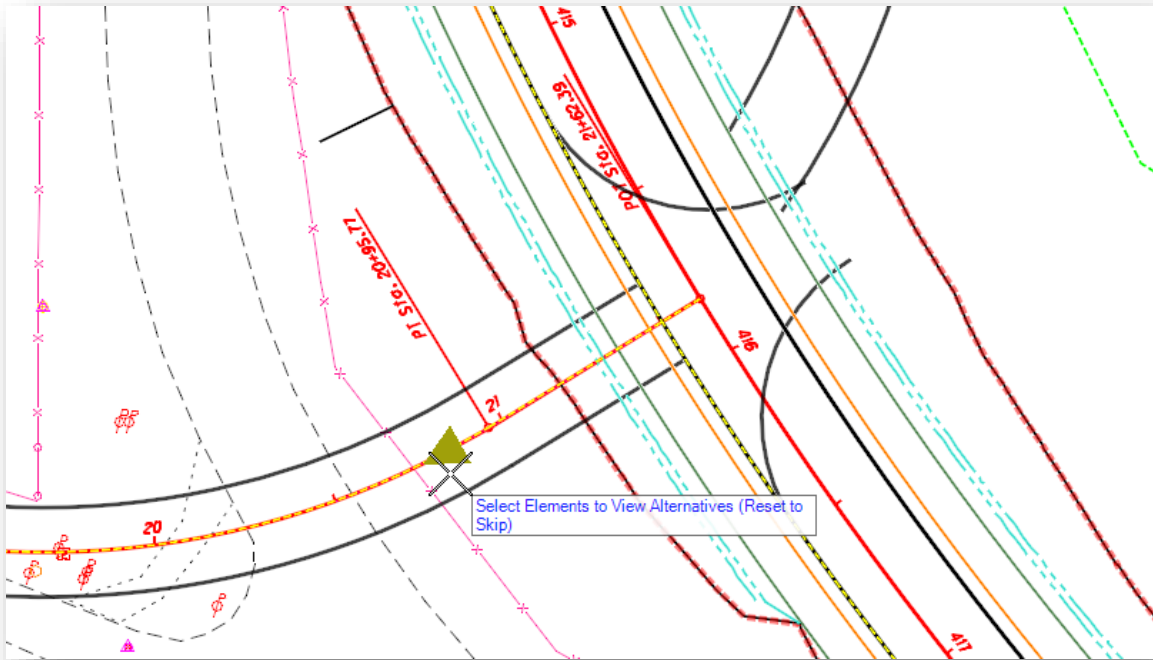 415
POT Sta. 21+62.39
PT Sta. 20+95.77
416
21
Select Elements to View Alternatives (Reset to
Skip)
20
417